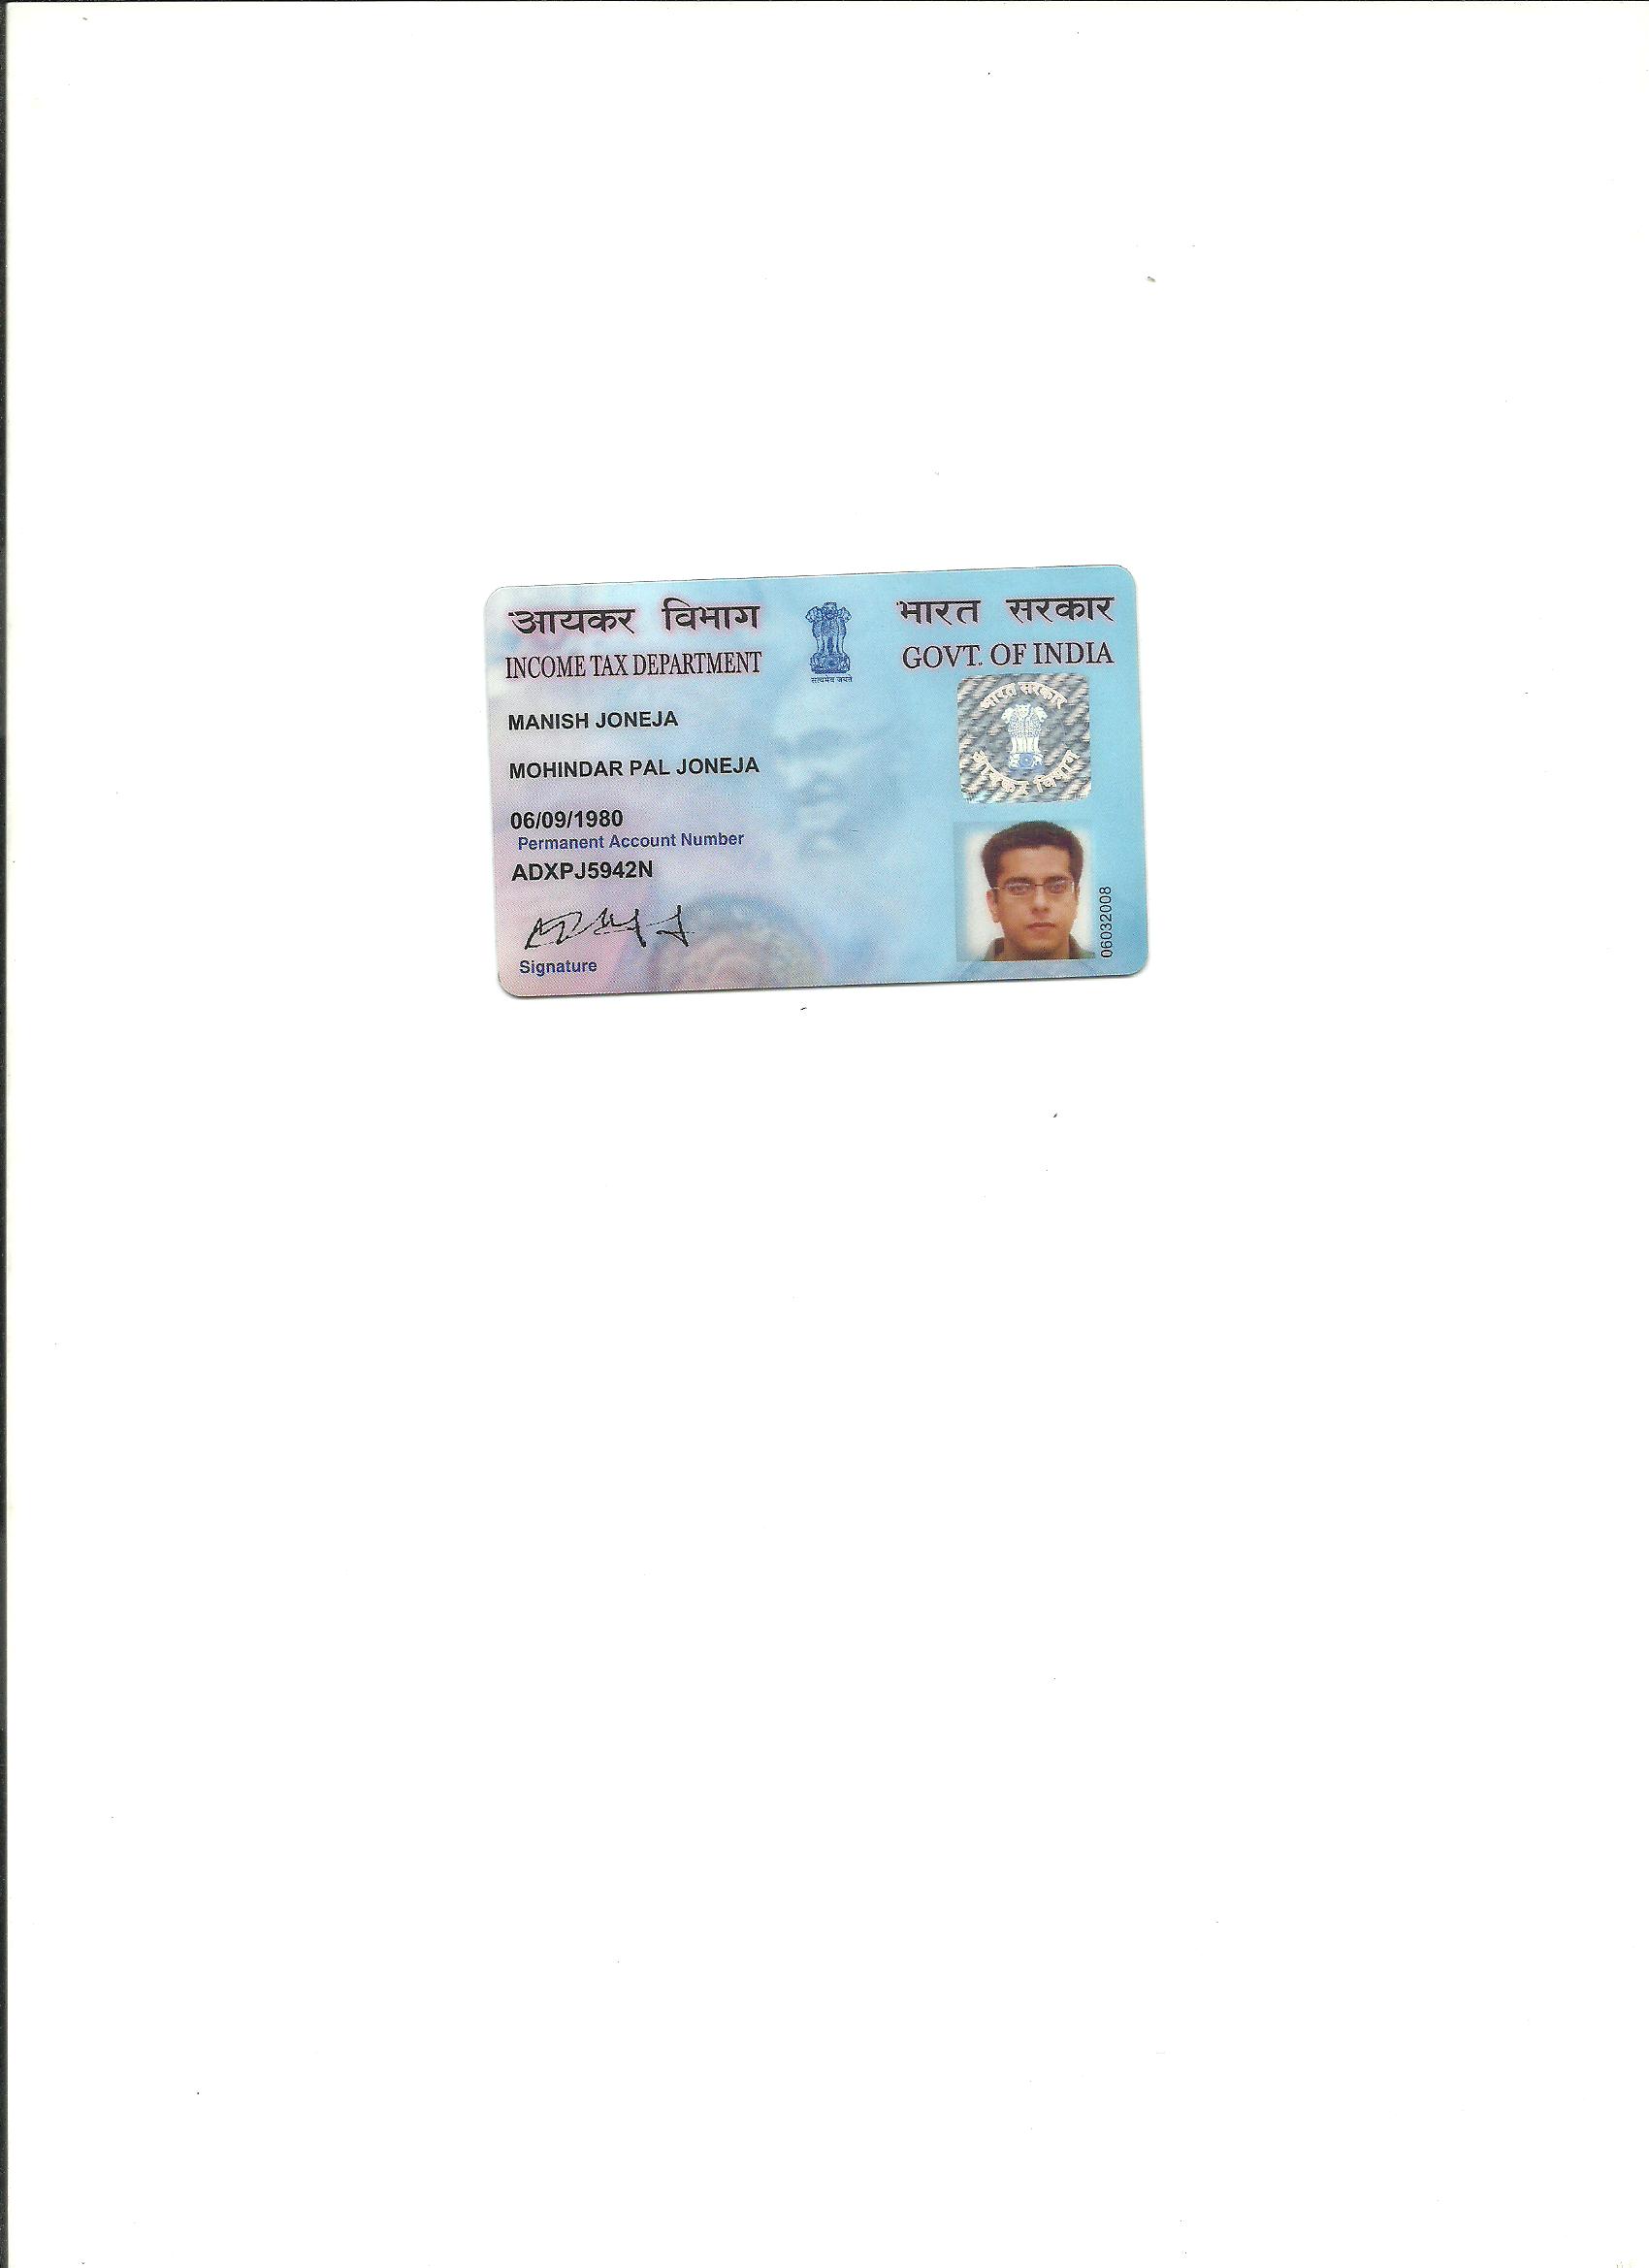 आयकर विभाग
INCOME TAX DEPARTMENT
सत्यमेव जयते
भारत सरकार
GOVT. OF INDIA
MANISH JONEJA
MOHINDAR PAL JONEJA
06/09/1980
Permanent Account Number
ADXPJ5942N
Signature
भारत सरकार
आयकर विभाग
06032008